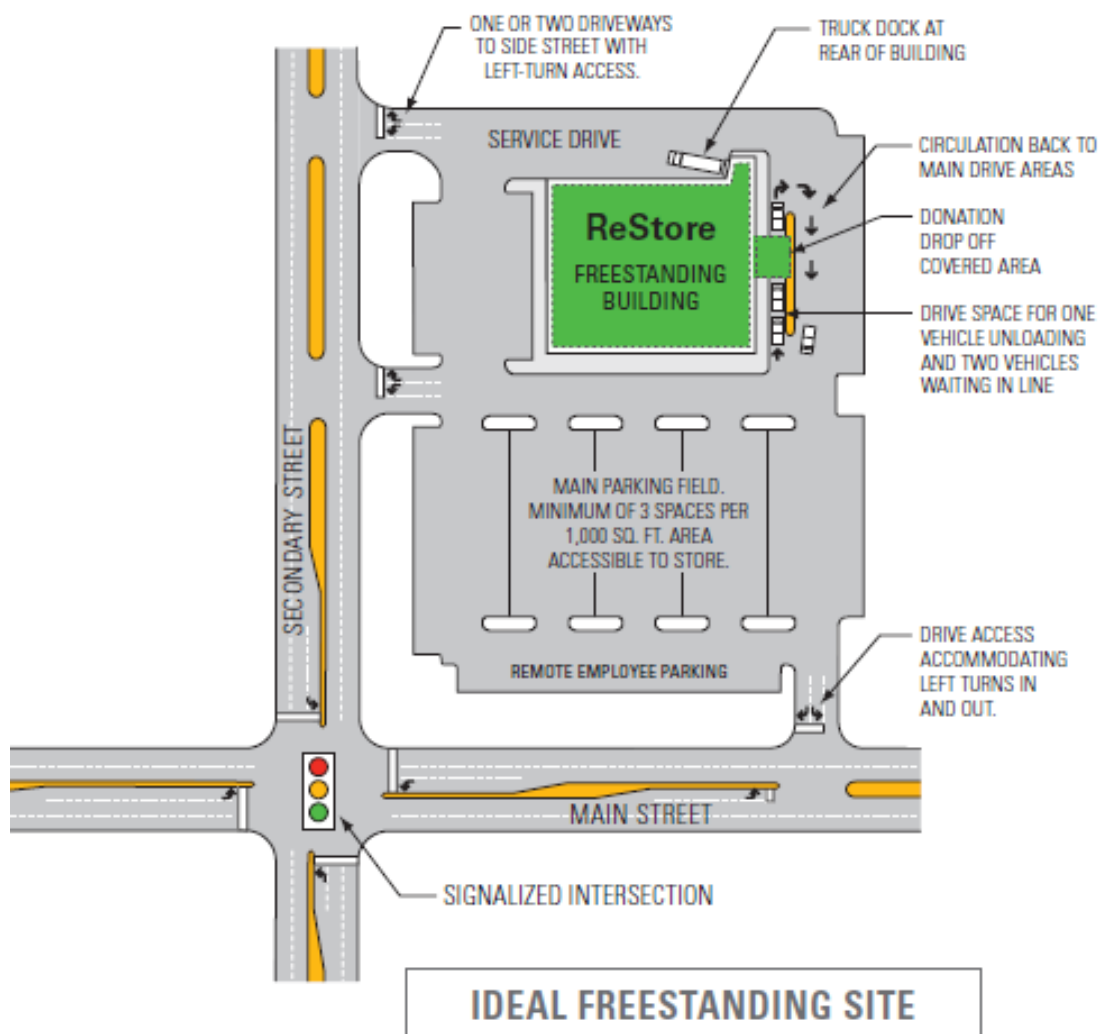 ONE OR TWO DRIVEWAYS
TO SIDE STREET WITH
LEFT-TURN ACCESS.
TRUCK DOCK AT
REAR OF BUILDING
SERVICE DRIVE
CIRCULATION BACK TO
MAIN DRIVE AREAS
ReStore
FREESTANDING
BUILDING
DONATION
DROP OFF
COVERED AREA
DRIVE SPACE FOR ONE
VEHICLE UNLOADING
AND TWO VEHICLES
WAITING IN LINE
SECONDARY STREET
MAIN PARKING FIELD.
MINIMUM OF 3 SPACES PER
1,000 SQ. FT. AREA
ACCESSIBLE TO STORE.
REMOTE EMPLOYEE PARKING
DRIVE ACCESS
ACCOMMODATING
LEFT TURNS IN
AND OUT.
MAIN STREET
SIGNALIZED INTERSECTION
IDEAL FREESTANDING SITE